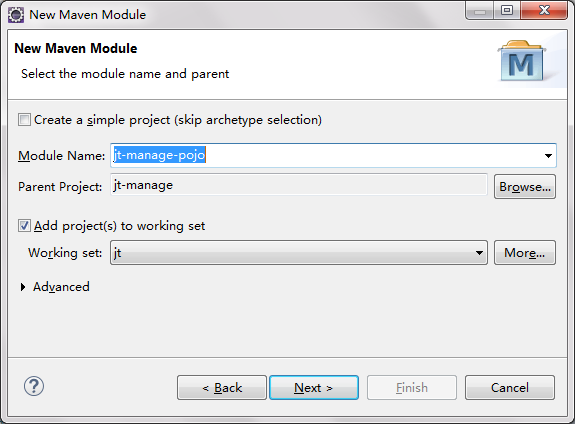 New Maven Module
New Maven Module
Select the module name and parent
M
Create a simple project (skip archetype selection)
Module Name: jt-manage-pojo
Parent Project: jt-manage Browse...
Add project(s) to working set
Working set: jt More...
Advanced
? < Back Next > Finish Cancel